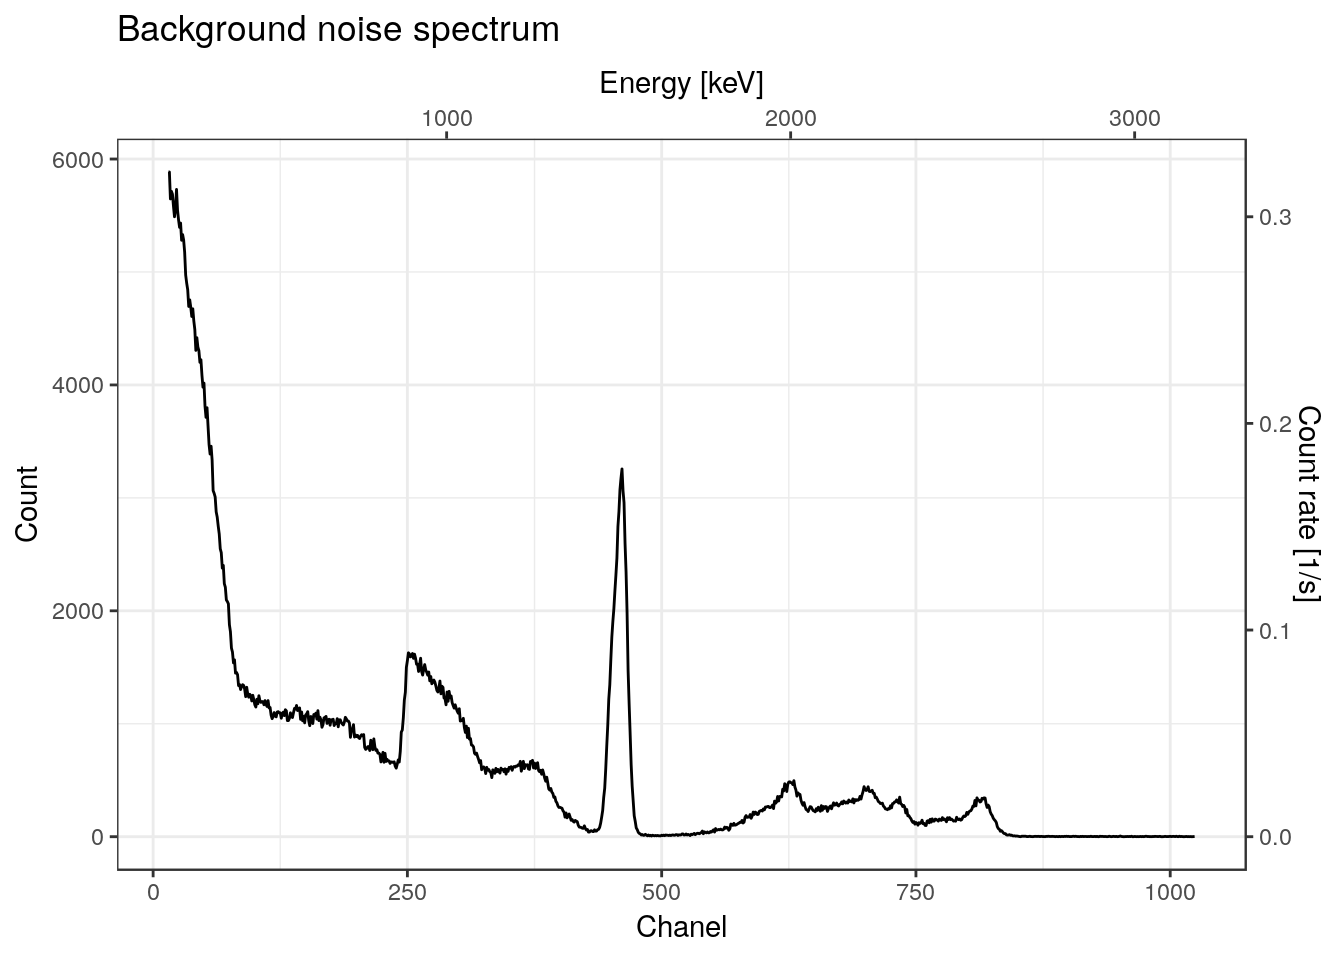 Background noise spectrum
Energy [keV]
1000 2000 3000
6000
4000
2000
0
Count
0.3
0.2
0.1
0.0
Count rate [1/s]
0 250 500 750 1000
Chanel